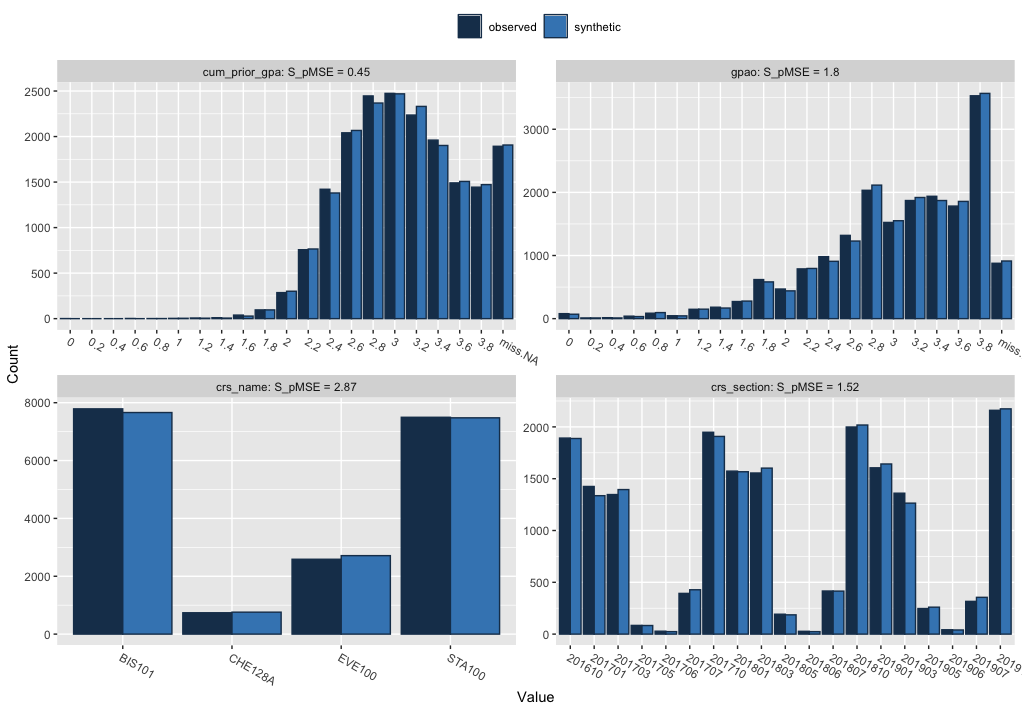 observed synthetic
cum_prior_gpa: S_pMSE = 0.45
2500
2000
1500
1000
500
0
0 0.2 0.4 0.6 0.8 1 1.2 1.4 1.6 1.8 2 2.2 2.4 2.6 2.8 3 3.2 3.4 3.6 3.8 miss.NA
gpao: S_pMSE = 1.8
3000
2000
1000
0
0 0.2 0.4 0.6 0.8 1 1.2 1.4 1.6 1.8 2 2.2 2.4 2.6 2.8 3 3.2 3.4 3.6 3.8 miss.
Count
crs_name: S_pMSE = 2.87
8000
6000
4000
2000
0
BIS101 CHE128A EVE100 STA100
crs_section: S_pMSE = 1.52
2000
1500
1000
500
0
201610 201701 201703 201705 201706 201707 201710 201801 201803 201805 201806 201807 201810 201901 201903 201905 201906 201907 2019
Value